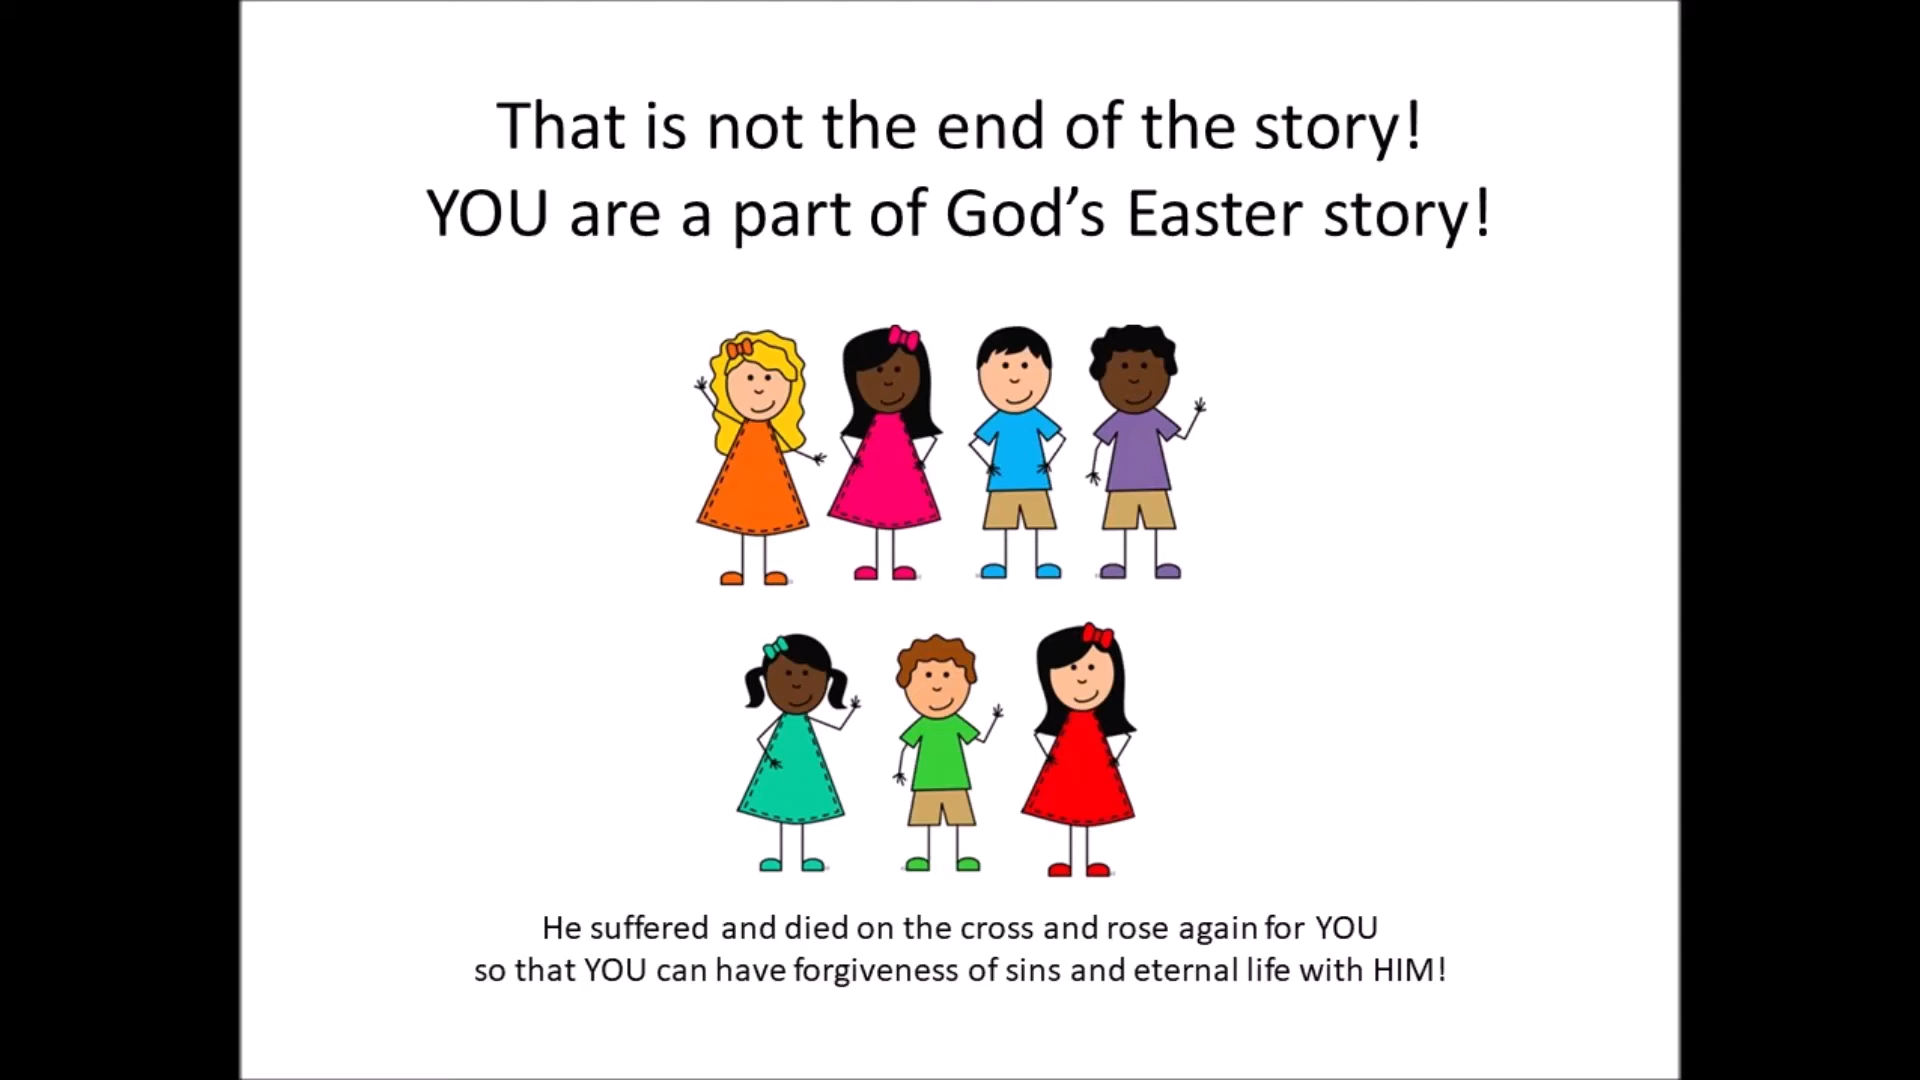 That is not the end of the story!
YOU are a part of God’s Easter story!
He suffered and died on the cross and rose again for YOU
so that YOU can have forgiveness of sins and eternal life with HIM!